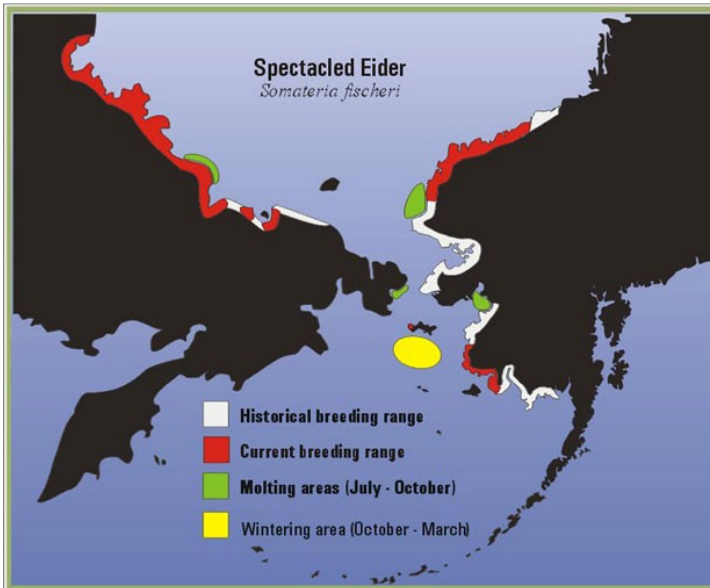 Spectacled Eider
Somateria fischeri
Historical breeding range
Current breeding range
Molting areas (July - October)
Wintering area (October - March)